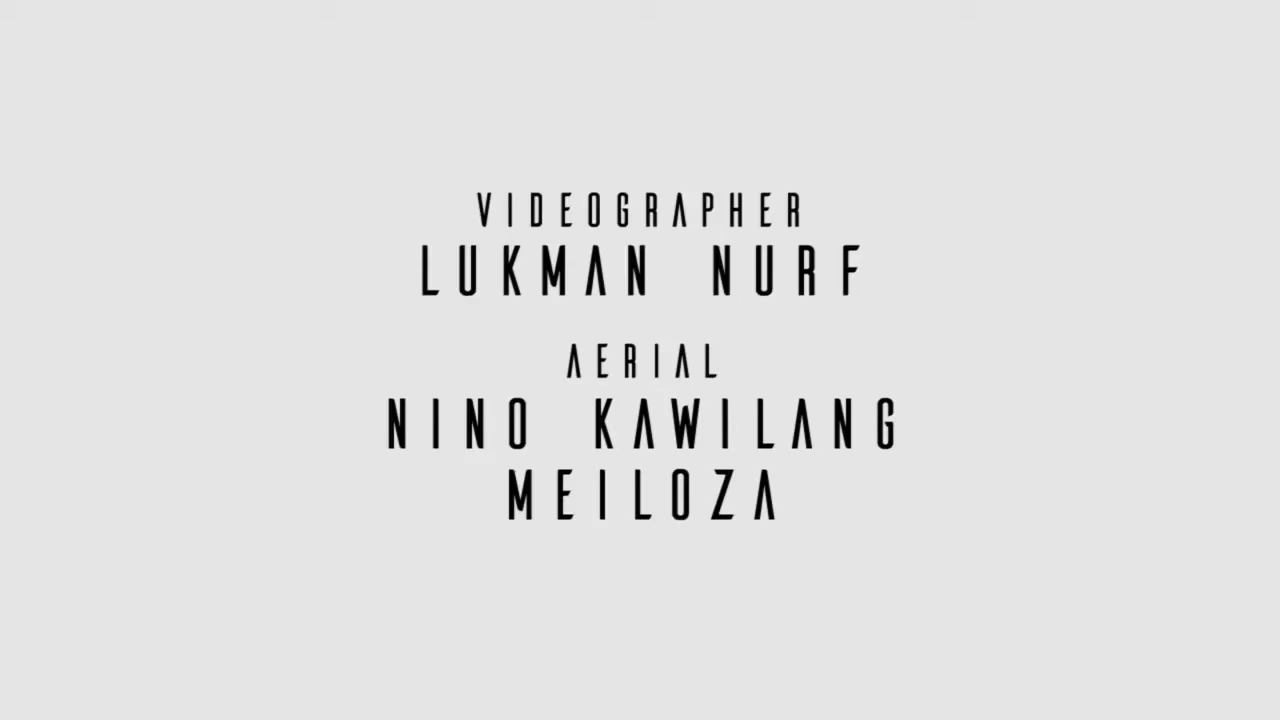 VIDEOGRAPHER
LUKMAN NURF
AERIAL
NINO KAWILANG
MEILOZA